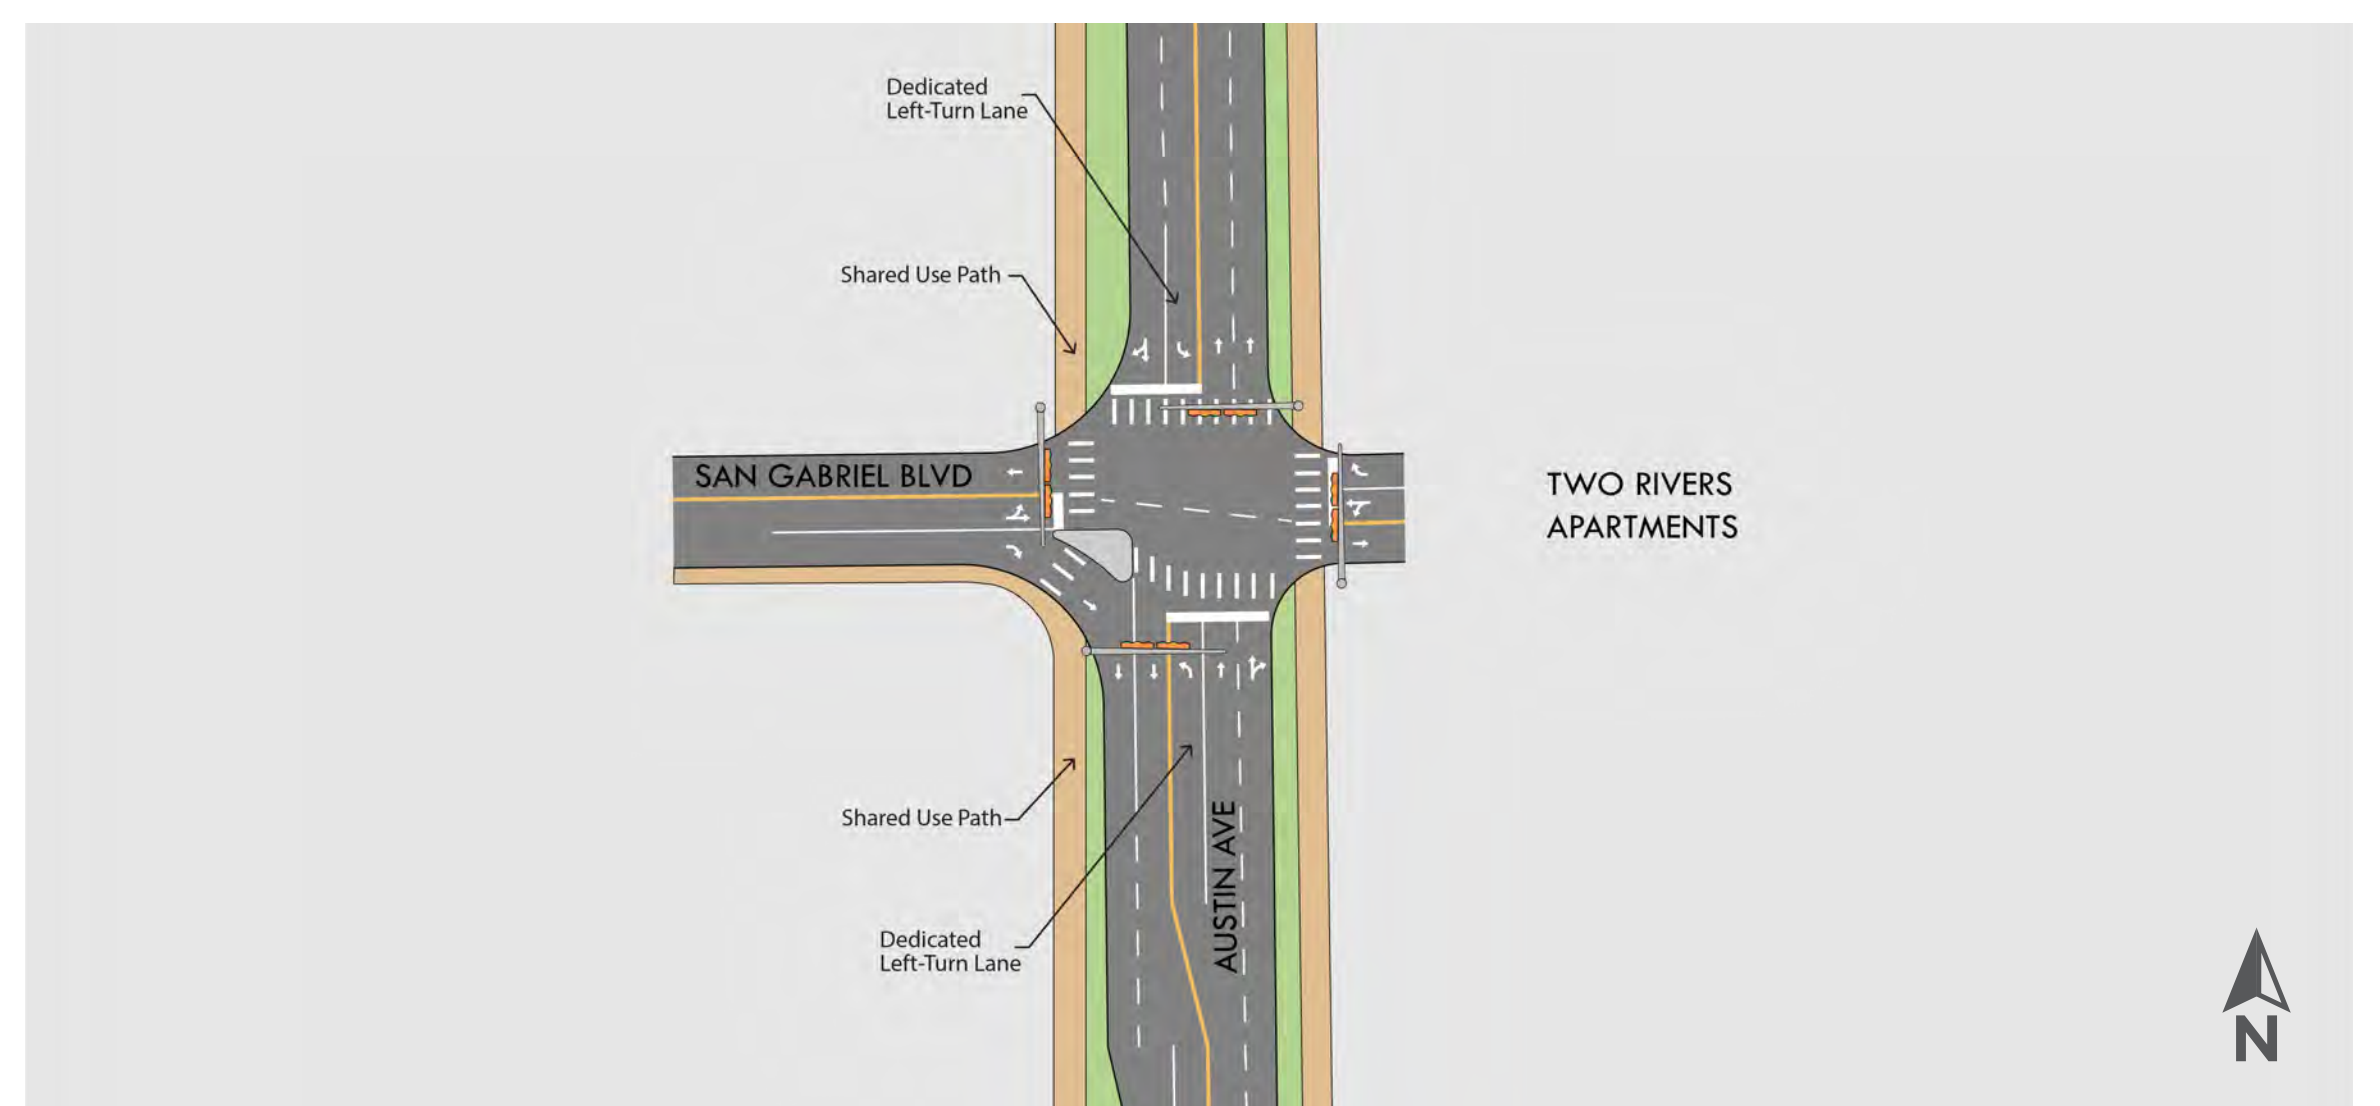 Dedicated
Left-Turn Lane
Shared Use Path
SAN GABRIEL BLVD
TWO RIVERS
APARTMENTS
Shared Use Path
AUSTIN AVE
Dedicated
Left-Turn Lane
N